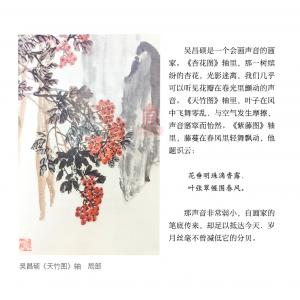 吴昌硕是一个会画声音的画
家。《杏花图》轴里，那一树缤
纷的杏花，光影迷离，我们几乎
可以听见花瓣在春光里颤动的声
音。《天竹图》轴里，叶子在风
中飞舞零乱，与空气发生摩擦，
声音窸窣而怡然。《紫藤图》轴
里，藤蔓在春风里轻舞飘动，他
题识云：
花垂明珠滴香露，
叶张翠幄围春风。
那声音非常弱小，自画家的
笔底传来，却足以抵达今天，岁
月丝毫不曾减低它的分贝。
吴昌硕《天竹图》轴 局部